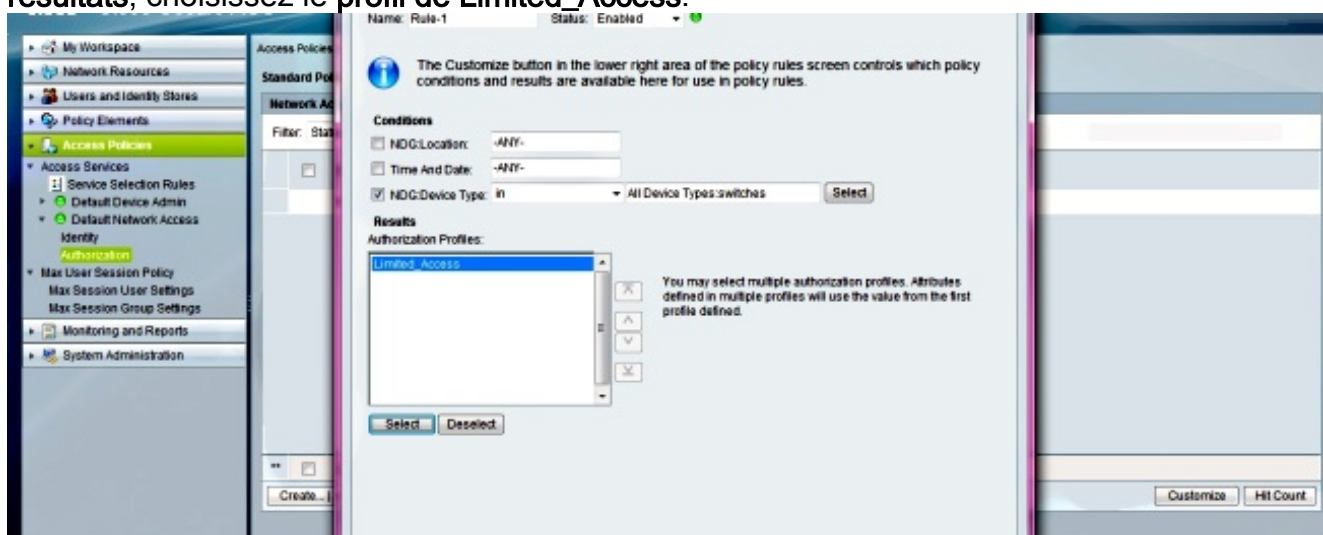 résultats, choisissez le profil de Limited_Access.
Name: Rule-1 Status: Enabled
My Workspace
Network Resources
Users and Identity Stores
Policy Elements
Access Policies
Access Services
Service Selection Rules
Default Device Admin
Default Network Access
Identity
Authorization
Max User Session Policy
Max Session User Settings
Max Session Group Settings
Monitoring and Reports
System Administration
Access Policies
Standard Pol
Network Ac
Filter: Stat
The Customize button in the lower right area of the policy rules screen controls which policy
conditions and results are available here for use in policy rules.
Conditions
NDG:Location: -ANY-
Time And Date: -ANY-
NDG:Device Type: in All Device Types:switches Select
Results
Authorization Profiles:
Limited_Access
You may select multiple authorization profiles. Attributes
defined in multiple profiles will use the value from the first
profile defined.
Select Deselect
**
Create...
Customize Hit Count